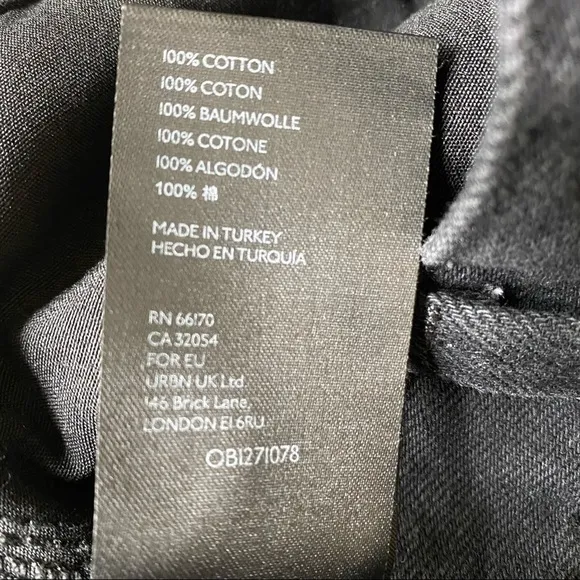 100% COTTON
100% COTON
100% BAUMWOLLE
100% COTONE
100% ALGODÓN
100% 棉
MADE IN TURKEY
HECHO EN TURQUÍA
RN 66170
CA 32054
FOR EU
URBN UK Ltd.
146 Brick Lane,
LONDON E1 6RU
OB1271078